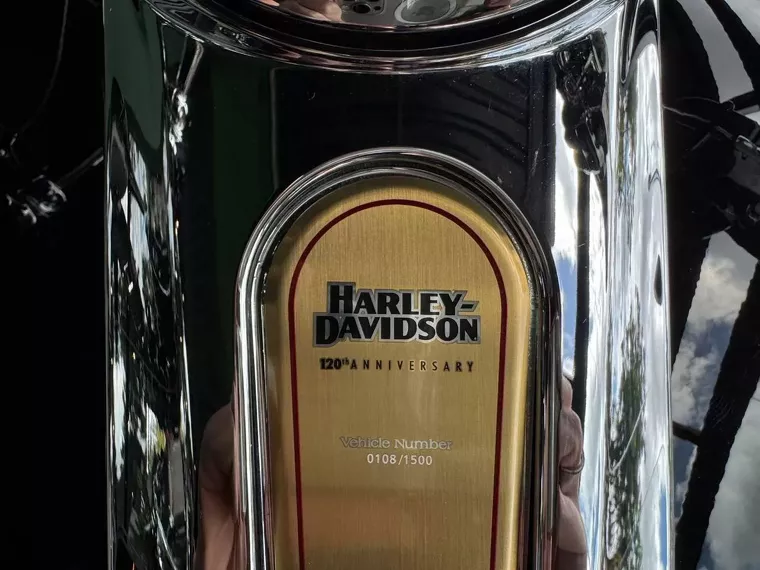 HARLEY-
DAVIDSON
120th ANNIVERSARY
Vehicle Number
0108/1500